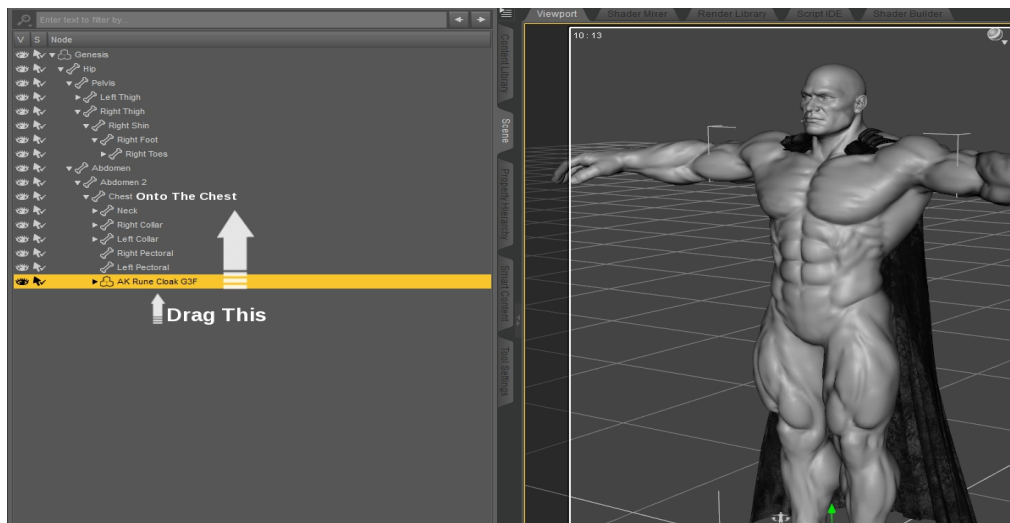 Enter text to filter by...
V S Node
Genesis
Hip
Pelvis
Left Thigh
Right Thigh
Right Shin
Right Foot
Right Toes
Abdomen
Abdomen 2
Chest Onto The Chest
Neck
Right Collar
Left Collar
Right Pectoral
Left Pectoral
AK Rune Cloak G3F
Drag This
Content Library
Scene
Property Hierarchy
Smart Content
Tool Settings
Viewport Shader Mixer Render Library Script IDE Shader Builder
10 : 13